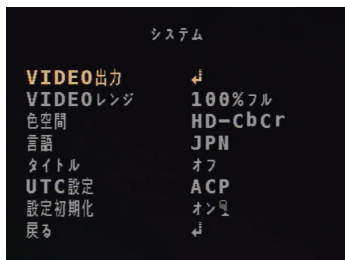 システム
VIDEO出力 ↲
VIDEOレンジ 100%フル
色空間 HD-CbCr
言語 JPN
タイトル オフ
UTC設定 ACP
設定初期化 オン
戻る ↲